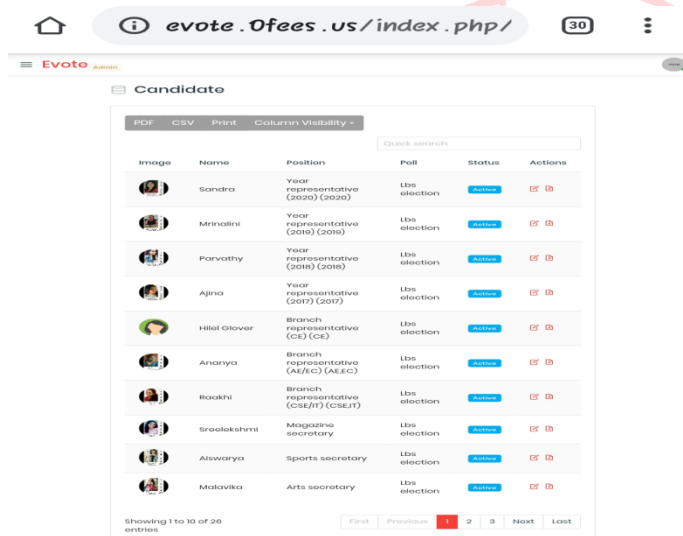 evote.0fees.us/index.php/ 30
Evote Admin
Candidate
PDF CSV Print Column Visibility
Quick search
Image Name Position Poll Status Actions
Sandra Year representative (2020) (2020) Lbs election Active
Mrinalini Year representative (2019) (2019) Lbs election Active
Parvathy Year representative (2018) (2018) Lbs election Active
Ajina Year representative (2017) (2017) Lbs election Active
Hilel Glover Branch representative (CE) (CE) Lbs election Active
Ananya Branch representative (AE/EC) (AE,EC) Lbs election Active
Raakhi Branch representative (CSE/IT) (CSE,IT) Lbs election Active
Sreelekshmi Magazine secretary Lbs election Active
Aiswarya Sports secretary Lbs election Active
Malavika Arts secretary Lbs election Active
Showing 1 to 10 of 26 entries First Previous 1 2 3 Next Last